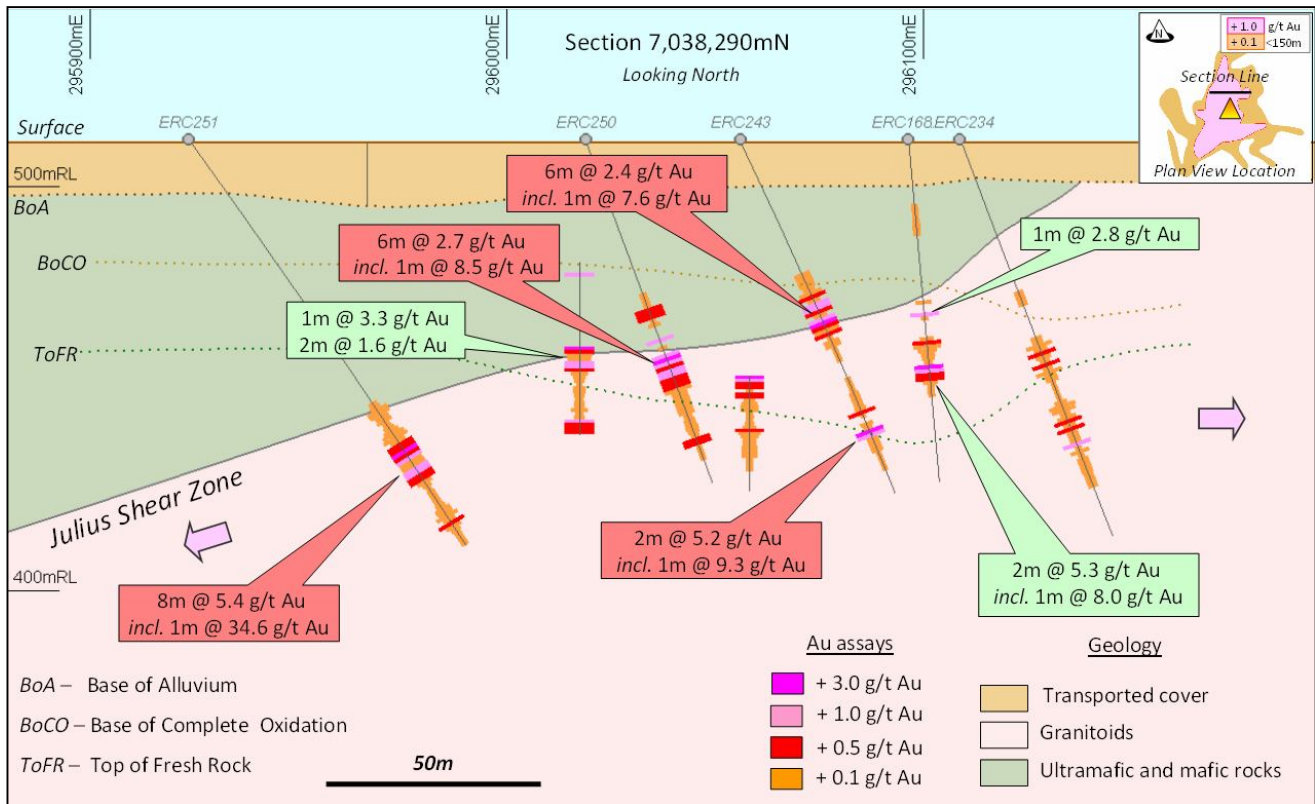 295900mE
296000mE
296100mE
Section 7,038,290mN
Looking North
+ 1.0 g/t Au
+ 0.1 <150m
N
Section Line
Plan View Location
Surface
ERC251
ERC250
ERC243
ERC168
ERC234
500mRL
BoA
BoCO
ToFR
6m @ 2.4 g/t Au
incl. 1m @ 7.6 g/t Au
6m @ 2.7 g/t Au
incl. 1m @ 8.5 g/t Au
1m @ 2.8 g/t Au
1m @ 3.3 g/t Au
2m @ 1.6 g/t Au
Julius Shear Zone
2m @ 5.2 g/t Au
incl. 1m @ 9.3 g/t Au
2m @ 5.3 g/t Au
incl. 1m @ 8.0 g/t Au
400mRL
8m @ 5.4 g/t Au
incl. 1m @ 34.6 g/t Au
BoA – Base of Alluvium
BoCO – Base of Complete Oxidation
ToFR – Top of Fresh Rock
50m
Au assays
+ 3.0 g/t Au
+ 1.0 g/t Au
+ 0.5 g/t Au
+ 0.1 g/t Au
Geology
Transported cover
Granitoids
Ultramafic and mafic rocks